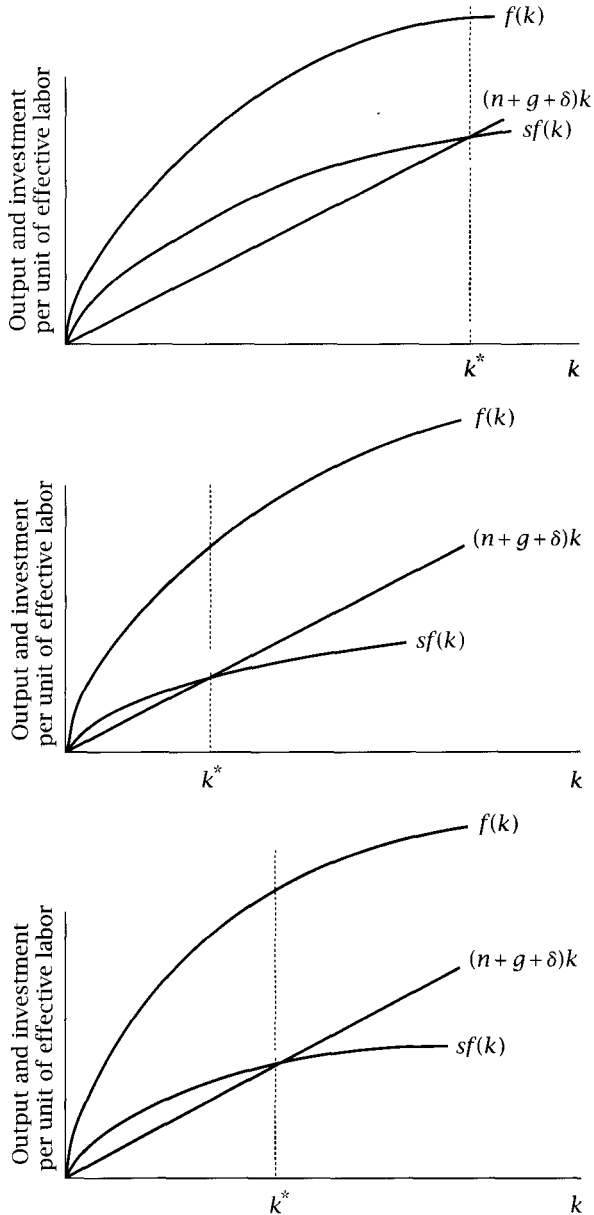 f(k)
(n + g + δ)k
sf(k)
Output and investment
per unit of effective labor
k*
k
f(k)
(n + g + δ)k
sf(k)
Output and investment
per unit of effective labor
k*
k
f(k)
(n + g + δ)k
sf(k)
Output and investment
per unit of effective labor
k*
k